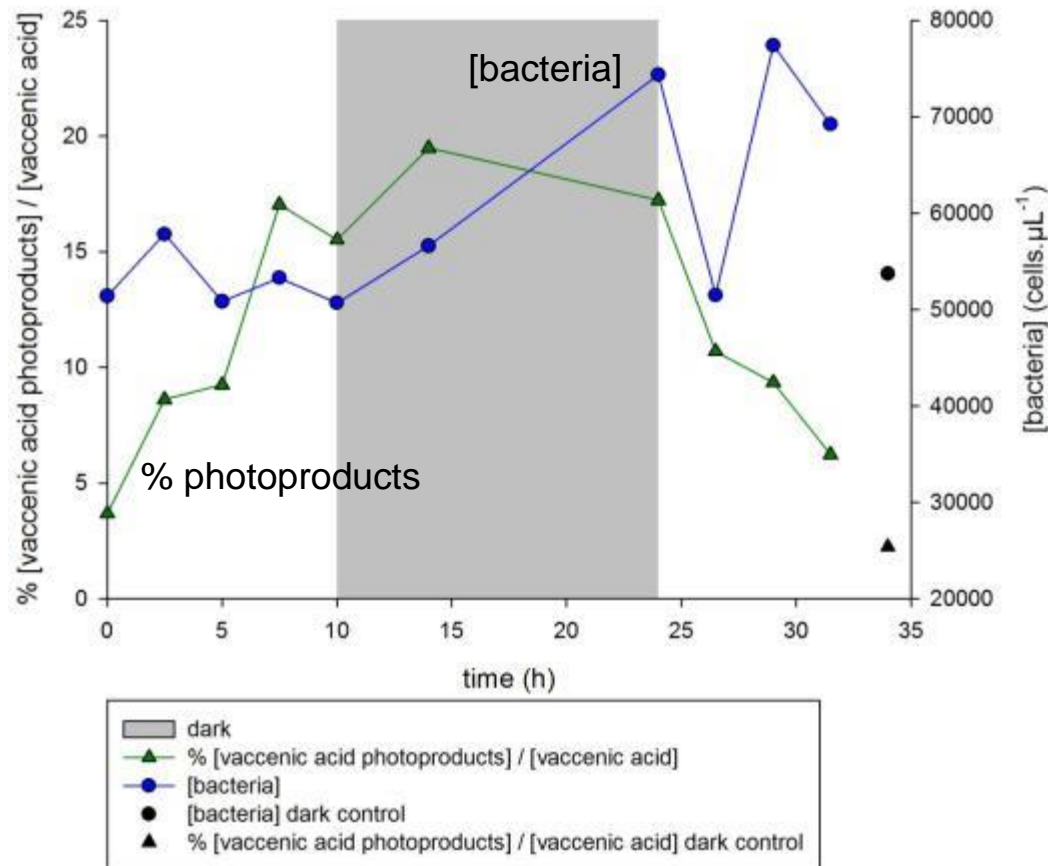 % [vaccenic acid photoproducts] / [vaccenic acid]
25
20
15
10
5
0
[bacteria]
% photoproducts
80000
70000
60000
50000
40000
30000
20000
[bacteria] (cells.µL⁻¹)
0 5 10 15 20 25 30 35
time (h)
dark
% [vaccenic acid photoproducts] / [vaccenic acid]
[bacteria]
[bacteria] dark control
% [vaccenic acid photoproducts] / [vaccenic acid] dark control